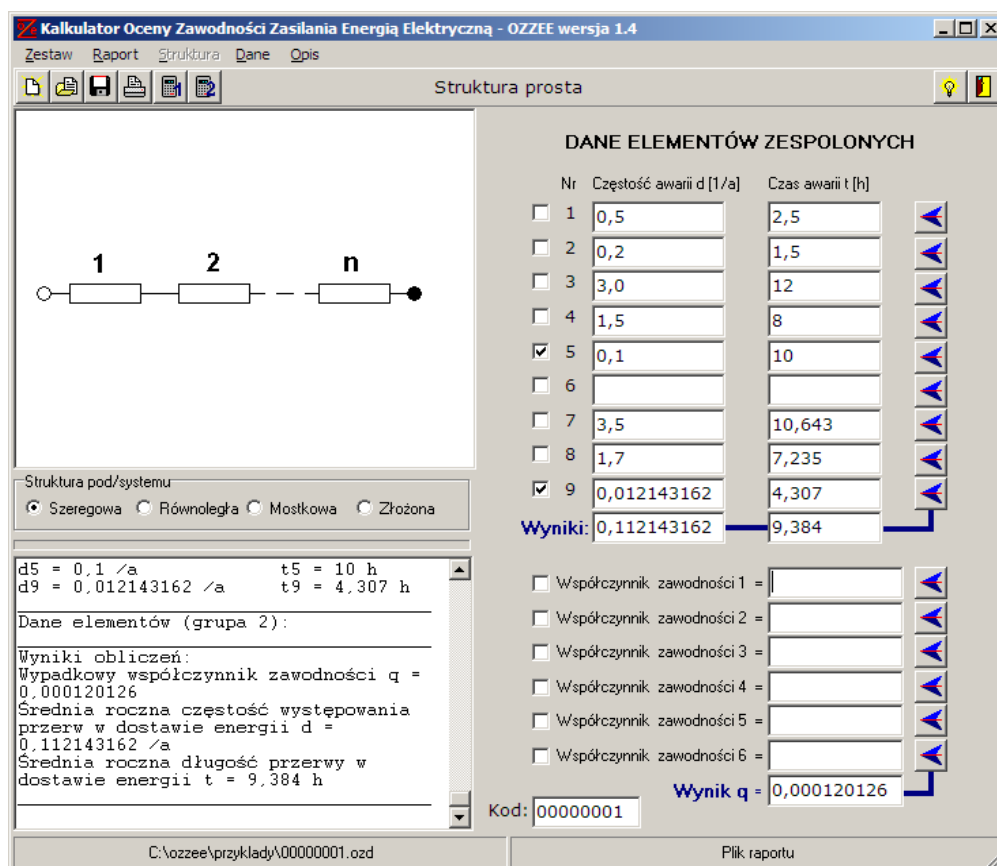 Kalkulator Oceny Zawodności Zasilania Energią Elektryczną - OZZEE wersja 1.4
Zestaw Raport Struktura Dane Opis
Struktura prosta
1 2 n
Struktura pod/systemu
Szeregowa Równoległa Mostkowa Złożona
d5 = 0,1 /a t5 = 10 h
d9 = 0,012143162 /a t9 = 4,307 h
Dane elementów (grupa 2):
Wyniki obliczeń:
Wypadkowy współczynnik zawodności q =
0,000120126
Średnia roczna częstość występowania
przerw w dostawie energii d =
0,112143162 /a
Średnia roczna długość przerwy w
dostawie energii t = 9,384 h
DANE ELEMENTÓW ZESPOLONYCH
Nr Częstość awarii d [1/a] Czas awarii t [h]
1 0,5 2,5
2 0,2 1,5
3 3,0 12
4 1,5 8
5 0,1 10
6
7 3,5 10,643
8 1,7 7,235
9 0,012143162 4,307
Wyniki: 0,112143162 9,384
Współczynnik zawodności 1 =
Współczynnik zawodności 2 =
Współczynnik zawodności 3 =
Współczynnik zawodności 4 =
Współczynnik zawodności 5 =
Współczynnik zawodności 6 =
Wynik q = 0,000120126
Kod: 00000001
C:\ozzee\przyklady\00000001.ozd
Plik raportu